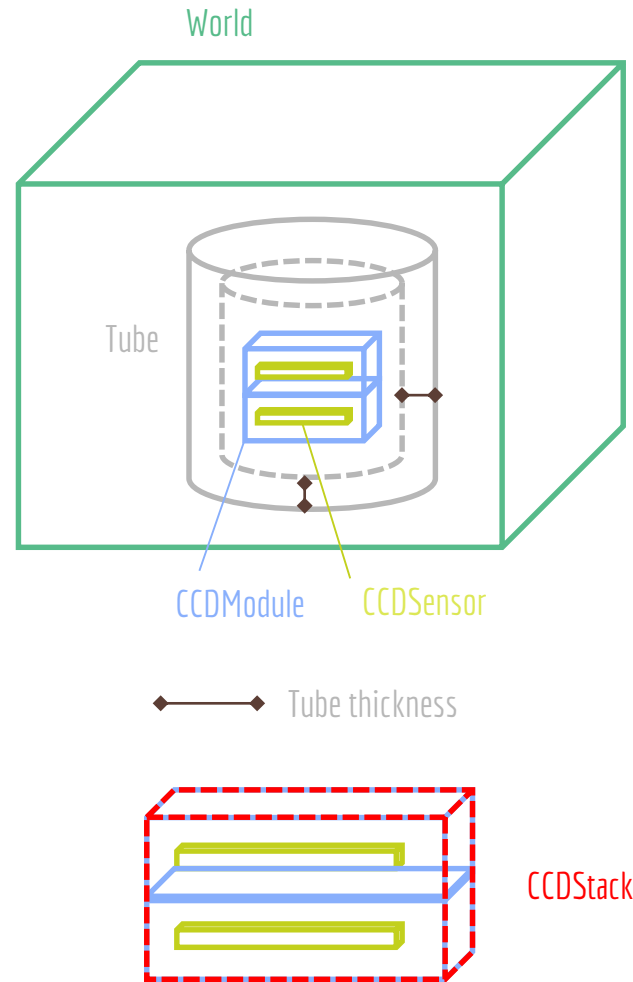 World
Tube
CCDModule
CCDSensor
Tube thickness
CCDStack